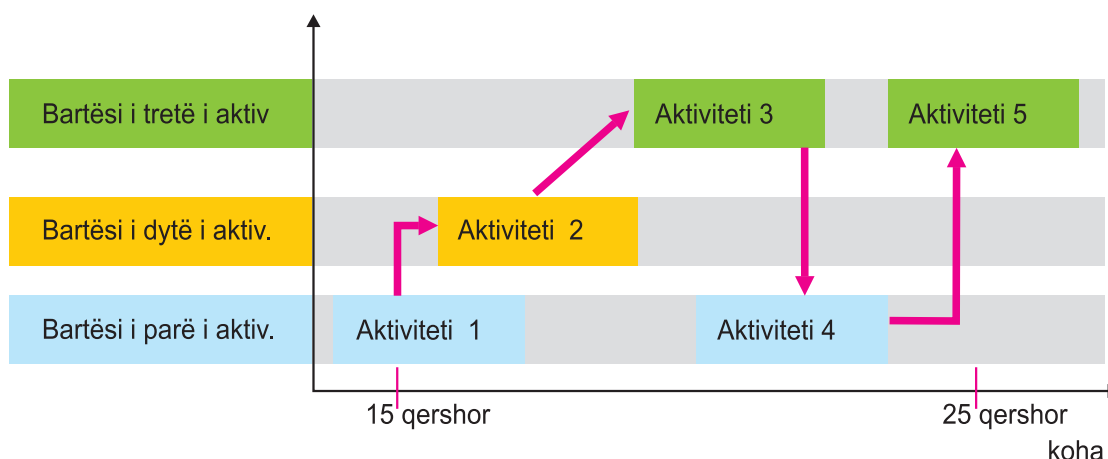 Bartësi i tretë i aktiv
Aktiviteti 3
Aktiviteti 5
Bartësi i dytë i aktiv.
Aktiviteti 2
Bartësi i parë i aktiv.
Aktiviteti 1
Aktiviteti 4
15 qershor
25 qershor
koha